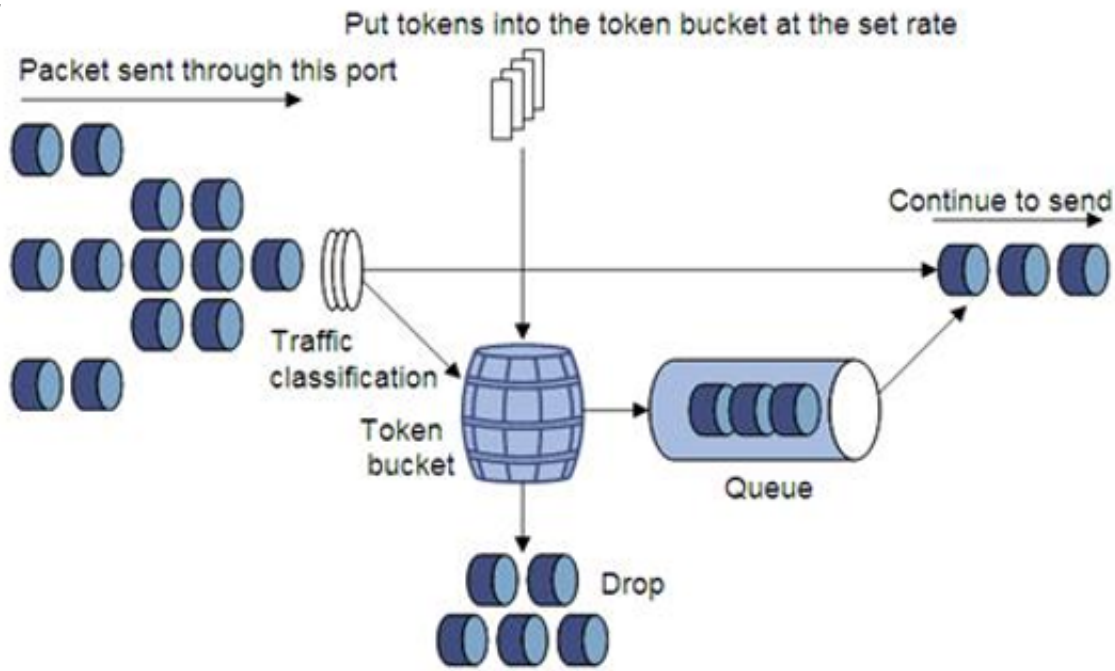 Put tokens into the token bucket at the set rate
Packet sent through this port
Continue to send
Traffic
classification
Token
bucket
Queue
Drop